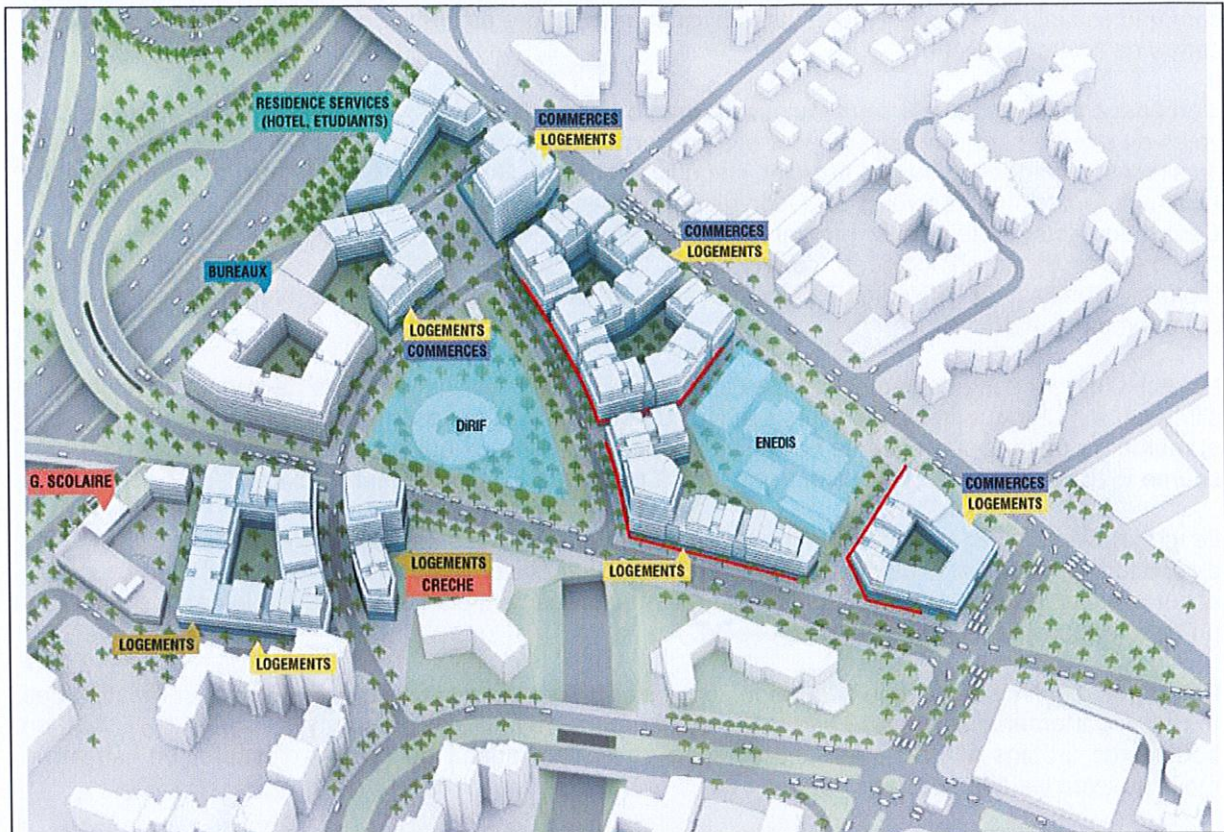 RESIDENCE SERVICES
(HOTEL, ETUDIANTS)
COMMERCES
LOGEMENTS
COMMERCES
LOGEMENTS
BUREAUX
LOGEMENTS
COMMERCES
DiRIF
ENEDIS
G. SCOLAIRE
COMMERCES
LOGEMENTS
LOGEMENTS
CRECHE
LOGEMENTS
LOGEMENTS
LOGEMENTS